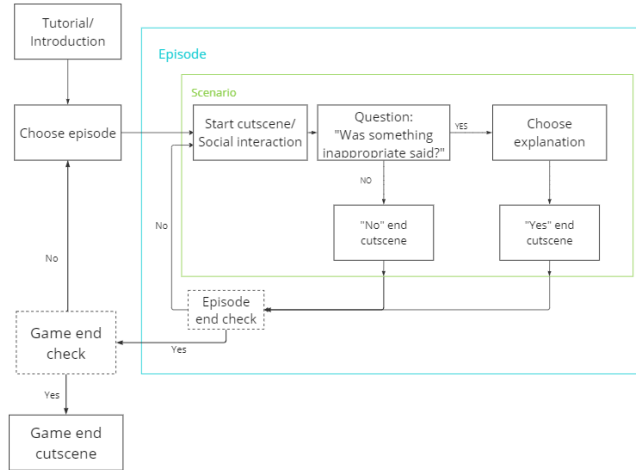 Tutorial/
Introduction
Episode
Scenario
Choose episode
Start cutscene/
Social interaction
Question:
"Was something
inappropriate said?"
YES
Choose
explanation
NO
No
"No" end
cutscene
"Yes" end
cutscene
No
Episode
end check
Game end
check
Yes
Yes
Game end
cutscene